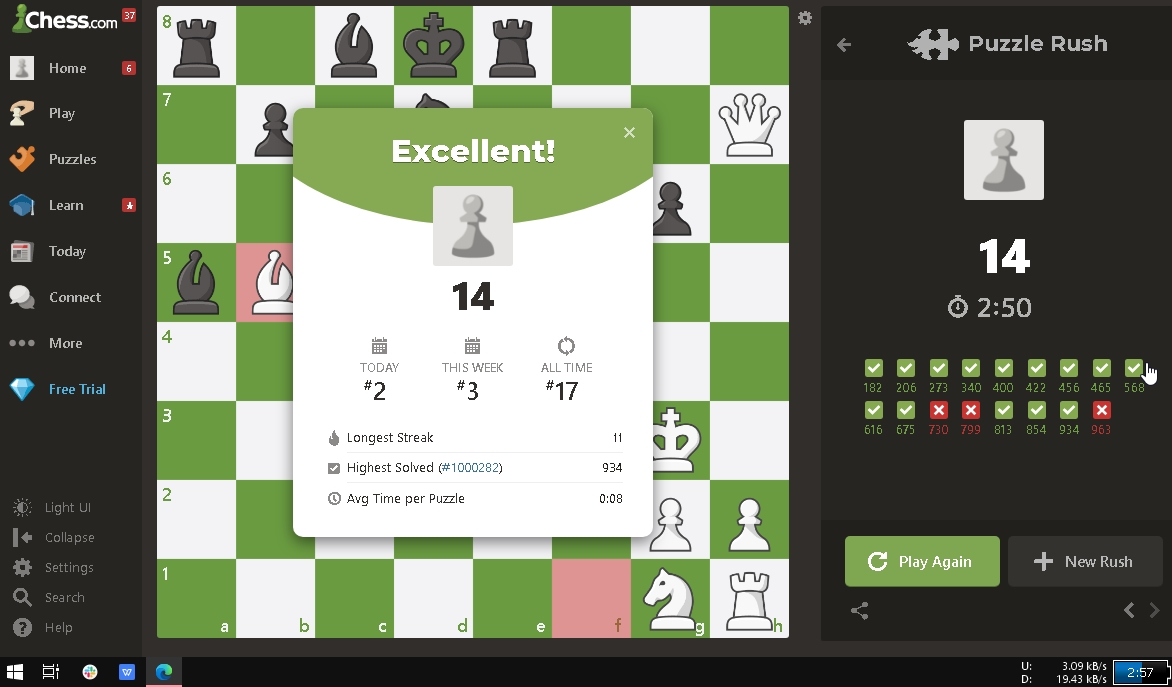 Chess.com 37
Home 6
Play
Puzzles
Learn
Today
Connect
More
Free Trial
Light UI
Collapse
Settings
Search
Help
8
7
6
5
4
3
2
1
a b c d e f g h
Excellent!
14
TODAY THIS WEEK ALL TIME
#2 #3 #17
Longest Streak 11
Highest Solved (#1000282) 934
Avg Time per Puzzle 0:08
Puzzle Rush
14
2:50
182 206 273 340 400 422 456 465 568
616 675 730 799 813 854 934 963
Play Again
New Rush
U: 3.09 kB/s
D: 19.43 kB/s
2:57